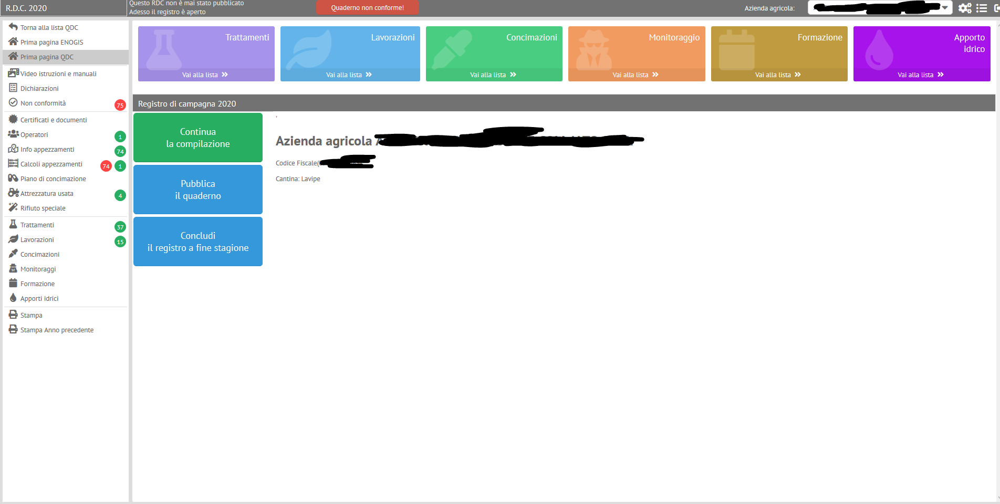 R.D.C. 2020
Questo RDC non è mai stato pubblicato
Adesso il registro è aperto
Quaderno non conforme!
Azienda agricola:
Torna alla lista QDC
Prima pagina ENOGIS
Prima pagina QDC
Video istruzioni e manuali
Dichiarazioni
Non conformità 75
Certificati e documenti
Operatori 1
Info appezzamenti 74
Calcoli appezzamenti 74 1
Piano di concimazione
Attrezzatura usata 4
Rifiuto speciale
Trattamenti 37
Lavorazioni 15
Concimazioni
Monitoraggi
Formazione
Apporti idrici
Stampa
Stampa Anno precedente
Trattamenti
Vai alla lista »
Lavorazioni
Vai alla lista »
Concimazioni
Vai alla lista »
Monitoraggio
Vai alla lista »
Formazione
Vai alla lista »
Apporto
idrico
Vai alla lista »
Registro di campagna 2020
Continua
la compilazione
Pubblica
il quaderno
Concludi
il registro a fine stagione
,
Azienda agricola
Codice Fiscale(
Cantina: Lavipe